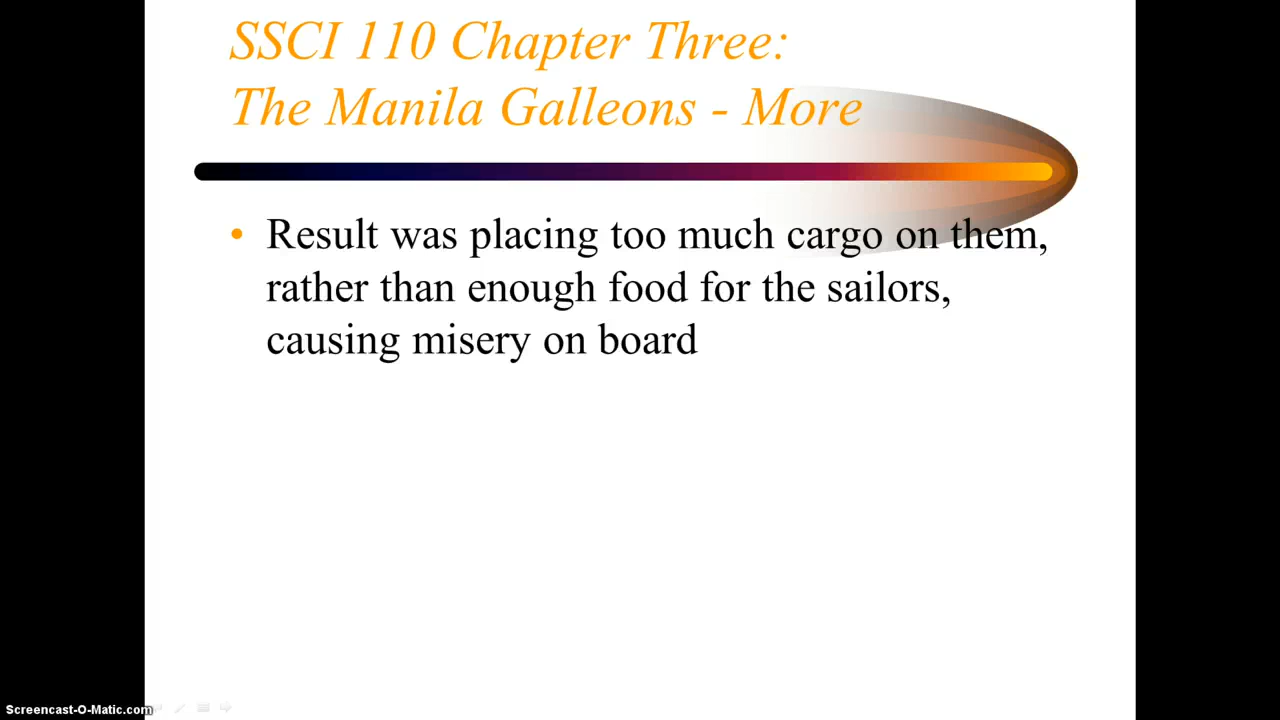 SSCI 110 Chapter Three:
The Manila Galleons - More
• Result was placing too much cargo on them,
rather than enough food for the sailors,
causing misery on board
Screencast-O-Matic.com